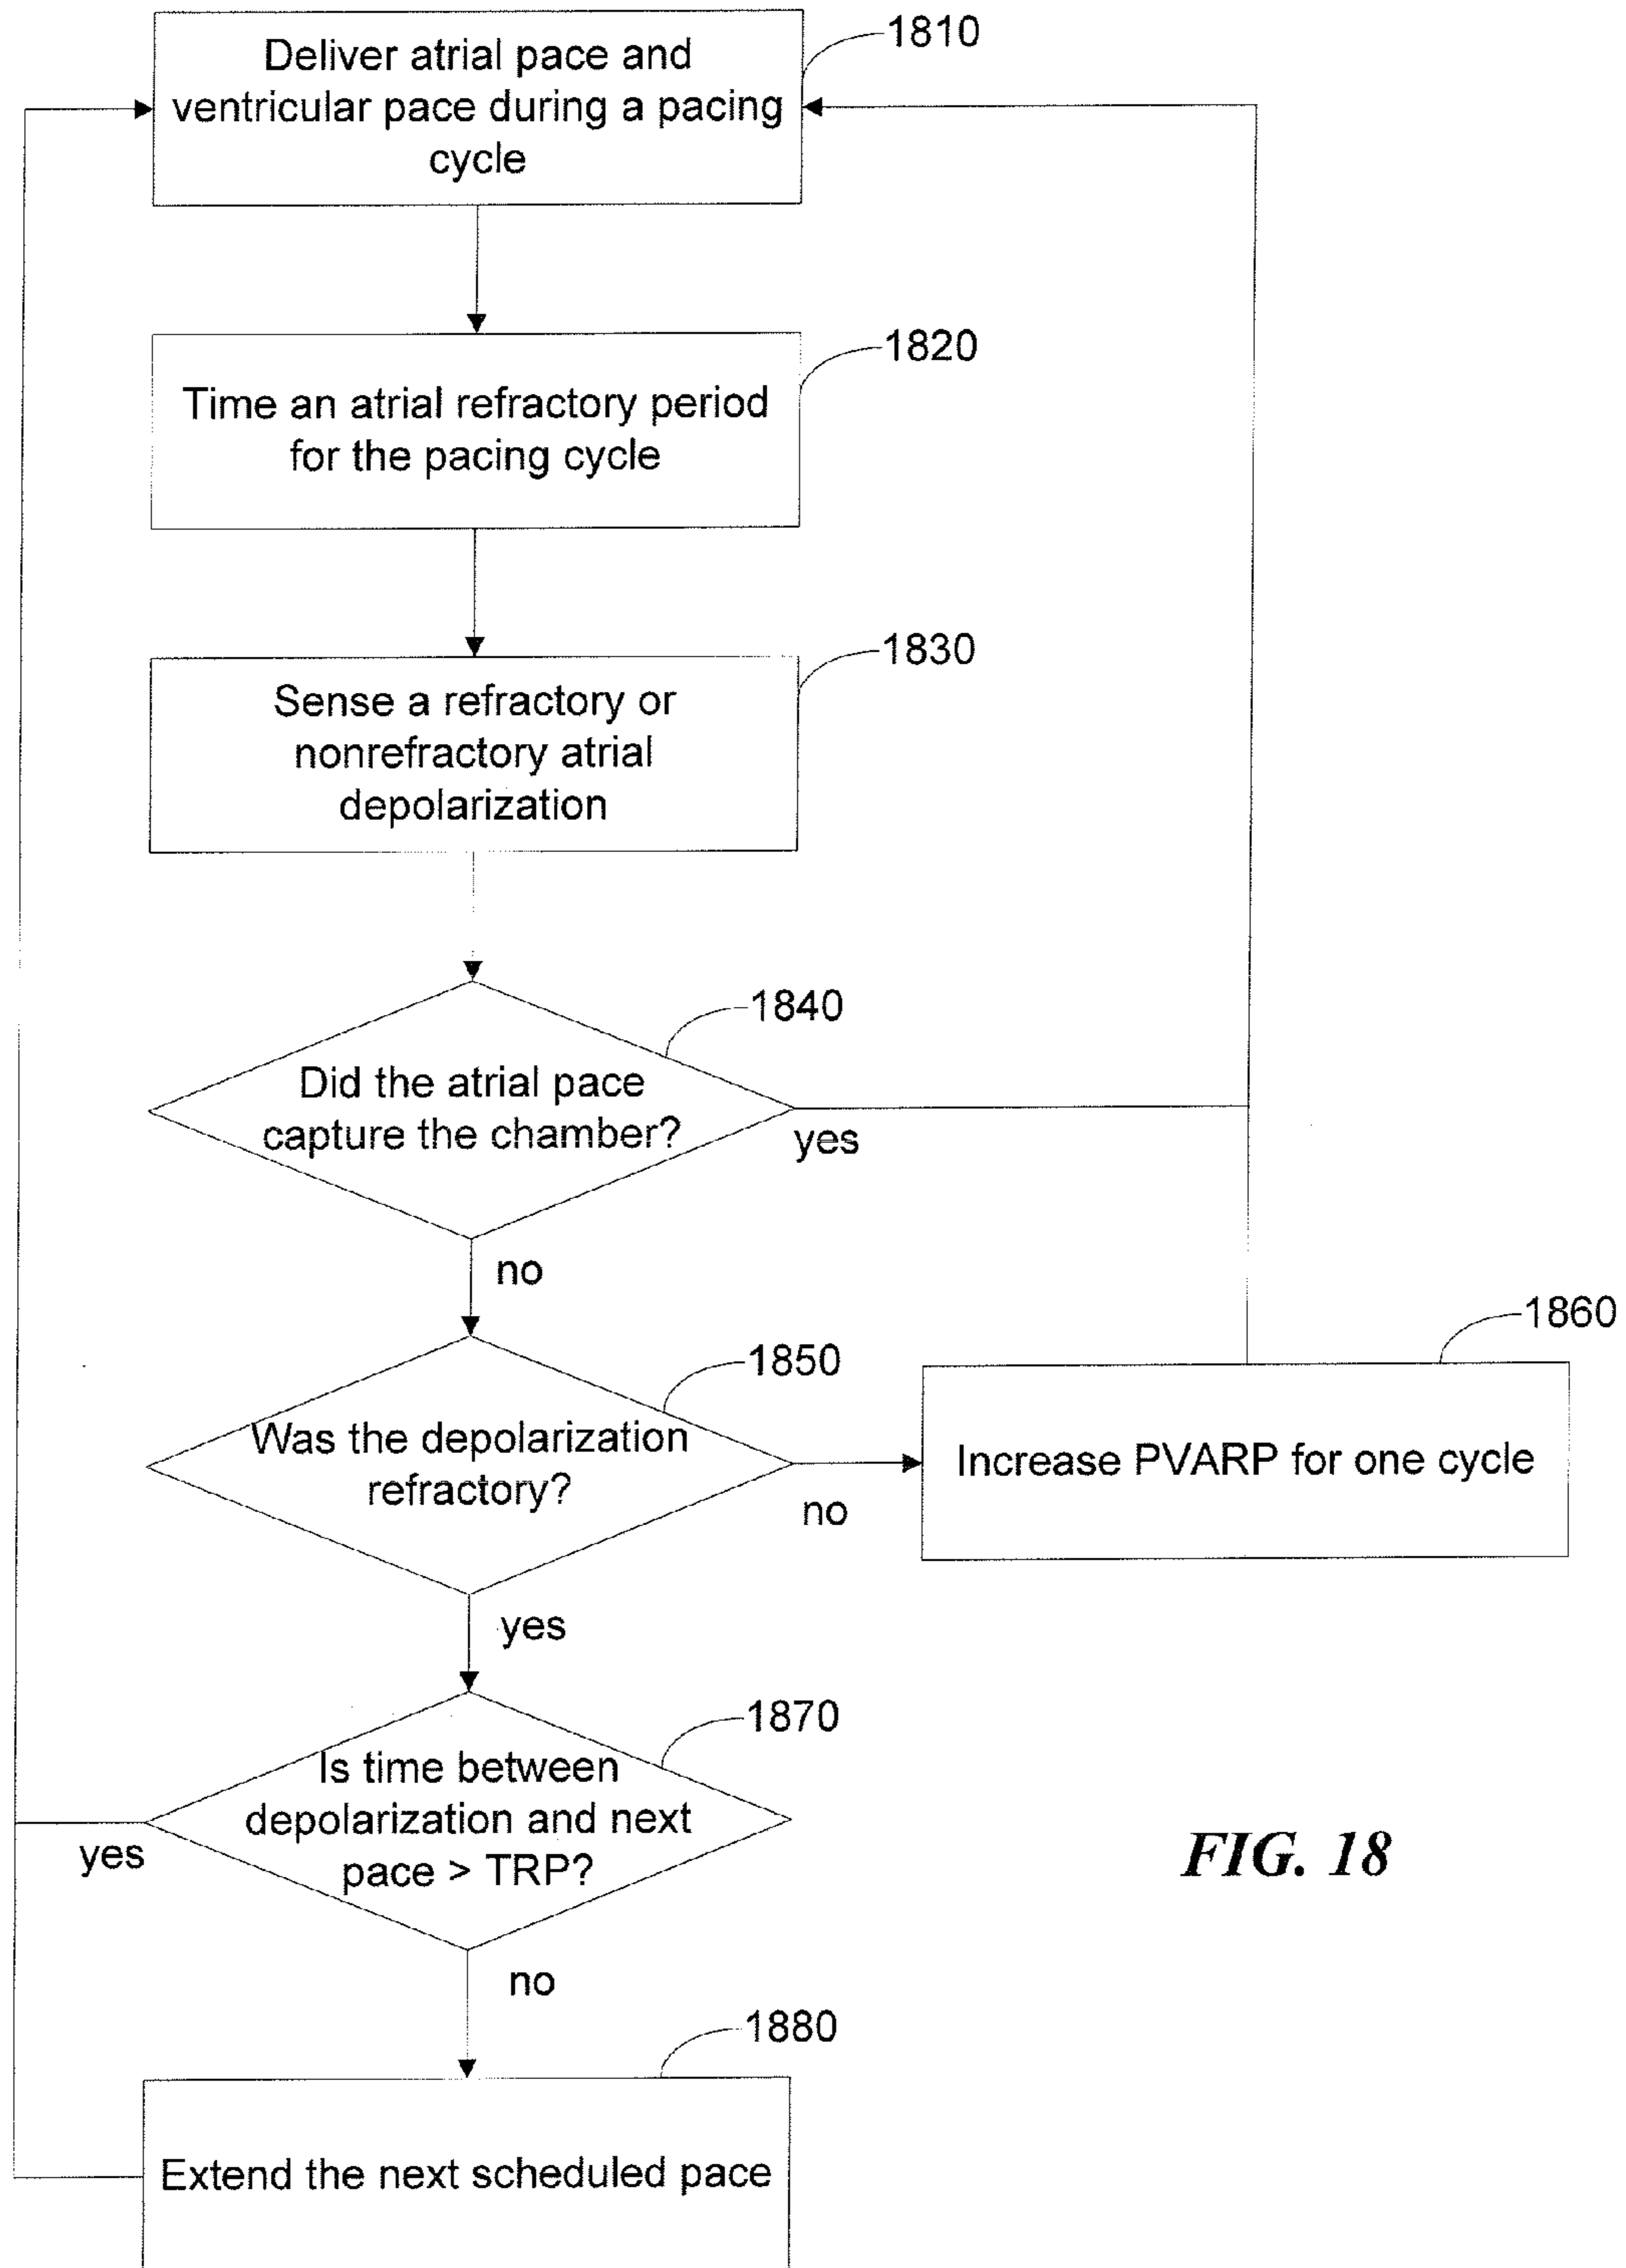 1810
Deliver atrial pace and
ventricular pace during a pacing
cycle
1820
Time an atrial refractory period
for the pacing cycle
1830
Sense a refractory or
nonrefractory atrial
depolarization
1840
Did the atrial pace
capture the chamber?
yes
no
1850
Was the depolarization
refractory?
no
yes
1860
Increase PVARP for one cycle
1870
Is time between
depolarization and next
pace > TRP?
yes
no
1880
Extend the next scheduled pace
FIG. 18